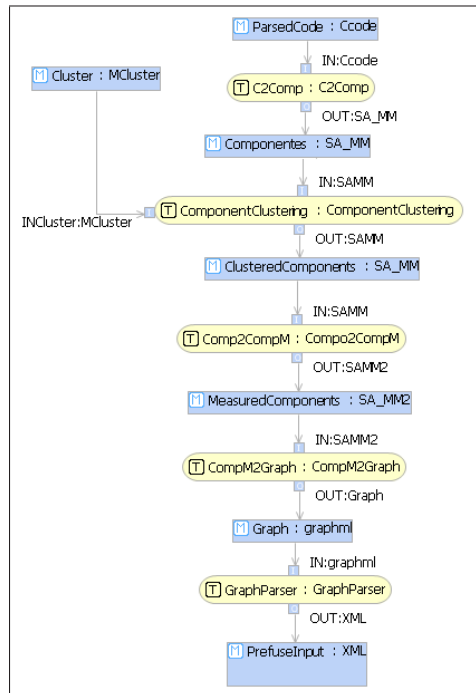 M ParsedCode : Ccode
IN:Ccode
M Cluster : MCluster
T C2Comp : C2Comp
OUT:SA_MM
M Componentes : SA_MM
IN:SAMM
T ComponentClustering : ComponentClustering
INCluster:MCluster
OUT:SAMM
M ClusteredComponents : SA_MM
IN:SAMM
T Comp2CompM : Compo2CompM
OUT:SAMM2
M MeasuredComponents : SA_MM2
IN:SAMM2
T CompM2Graph : CompM2Graph
OUT:Graph
M Graph : graphml
IN:graphml
T GraphParser : GraphParser
OUT:XML
M PrefuseInput : XML